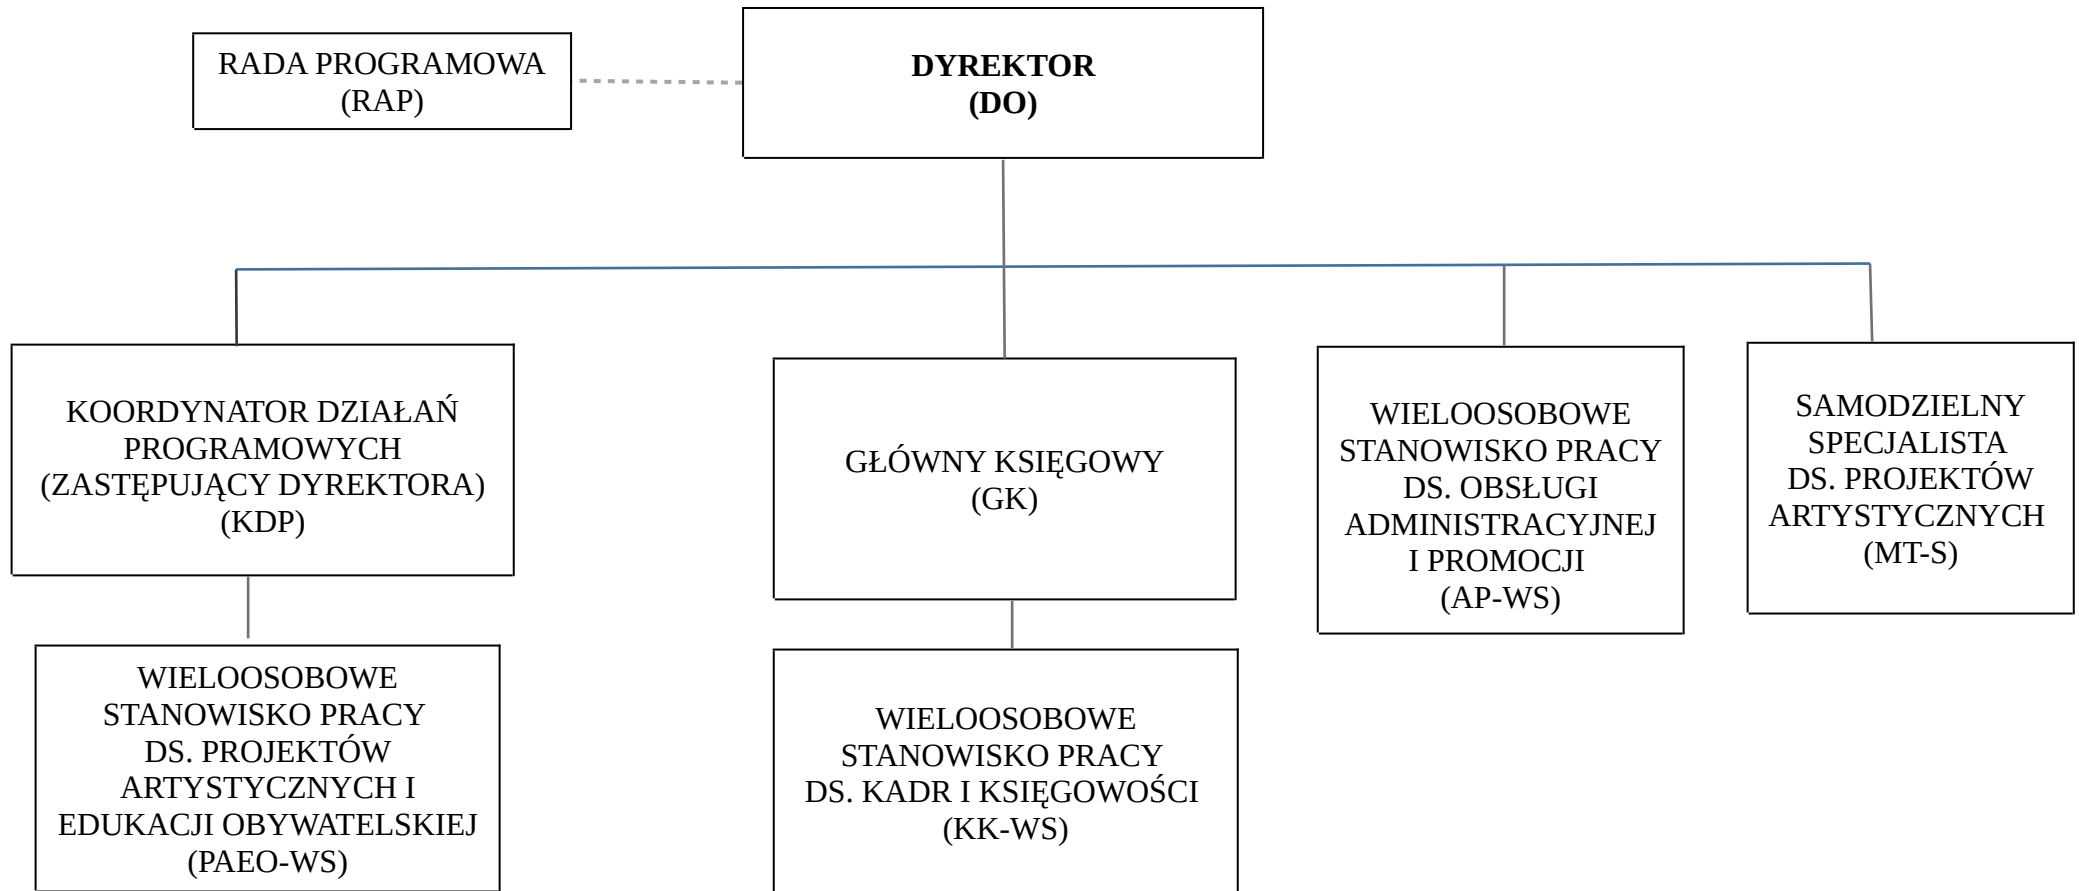 RADA PROGRAMOWA
(RAP)
DYREKTOR
(DO)
KOORDYNATOR DZIAŁAŃ
PROGRAMOWYCH
(ZASTĘPUJĄCY DYREKTORA)
(KDP)
GŁÓWNY KSIĘGOWY
(GK)
WIELOOSOBOWE
STANOWISKO PRACY
DS. OBSŁUGI
ADMINISTRACYJNEJ
I PROMOCJI
(AP-WS)
SAMODZIELNY
SPECJALISTA
DS. PROJEKTÓW
ARTYSTYCZNYCH
(MT-S)
WIELOOSOBOWE
STANOWISKO PRACY
DS. PROJEKTÓW
ARTYSTYCZNYCH I
EDUKACJI OBYWATELSKIEJ
(PAEO-WS)
WIELOOSOBOWE
STANOWISKO PRACY
DS. KADR I KSIĘGOWOŚCI
(KK-WS)